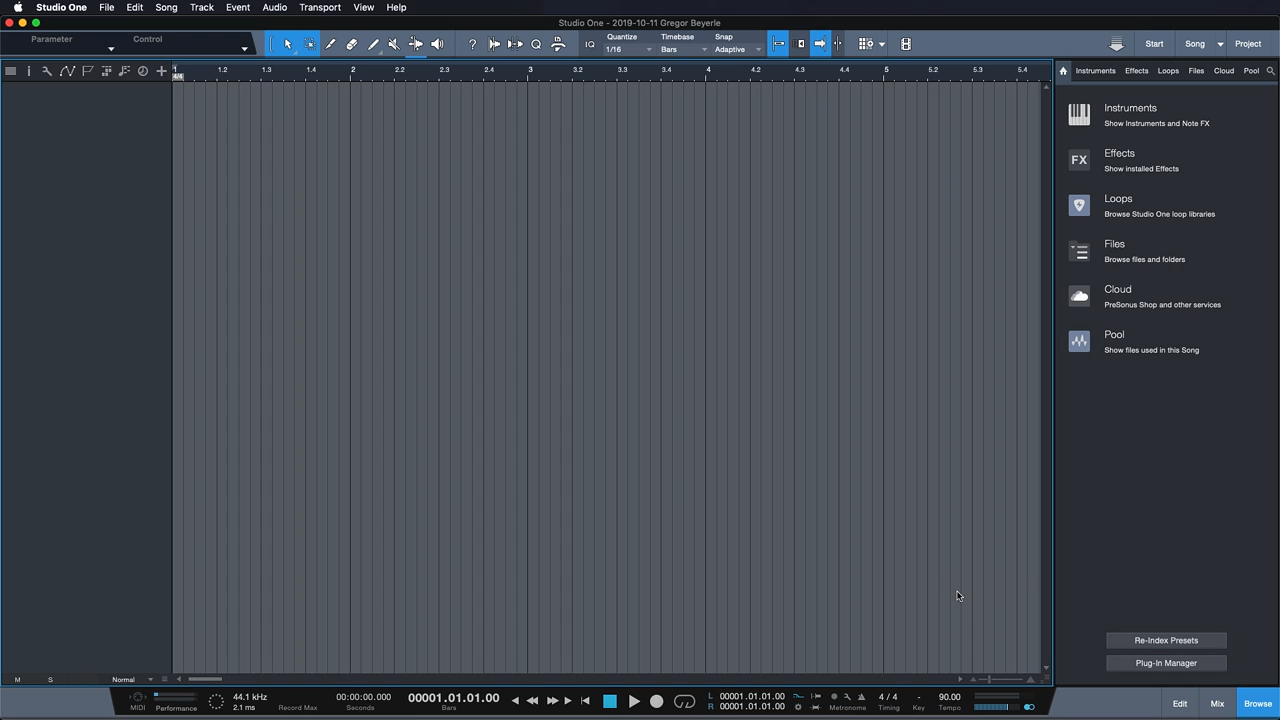 Studio One File Edit Song Track Event Audio Transport View Help
Studio One - 2019-10-11 Gregor Beyerle
Parameter Control
? IQ
Quantize Timebase Snap
1/16 Bars Adaptive
Start Song Project
1 1.2 1.3 1.4 2 2.2 2.3 2.4 3 3.2 3.3 3.4 4 4.2 4.3 4.4 5 5.2 5.3 5.4
4/4
Instruments Effects Loops Files Cloud Pool
Instruments
Show Instruments and Note FX
FX
Effects
Show installed Effects
Loops
Browse Studio One loop libraries
Files
Browse files and folders
Cloud
PreSonus Shop and other services
Pool
Show files used in this Song
Re-Index Presets
Plug-In Manager
M S Normal
MIDI Performance
44.1 kHz
2.1 ms
Record Max
00:00:00.000
Seconds
00001.01.01.00
Bars
L 00001.01.01.00
R 00001.01.01.00
Metronome
4 / 4
Timing
-
Key
90.00
Tempo
Edit Mix Browse